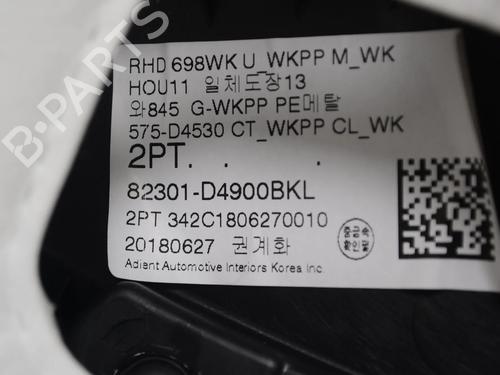 RHD 698WK U_WKPP M_WK
HOU11 일체도장13
와845 G-WKPP PE메탈
575-D4530 CT_WKPP CL_WK
2PT. . .
82301-D4900BKL
2PT 342C1806270010
20180627 권계화
Adient Automotive Interiors Korea, Inc.
B-PARTS